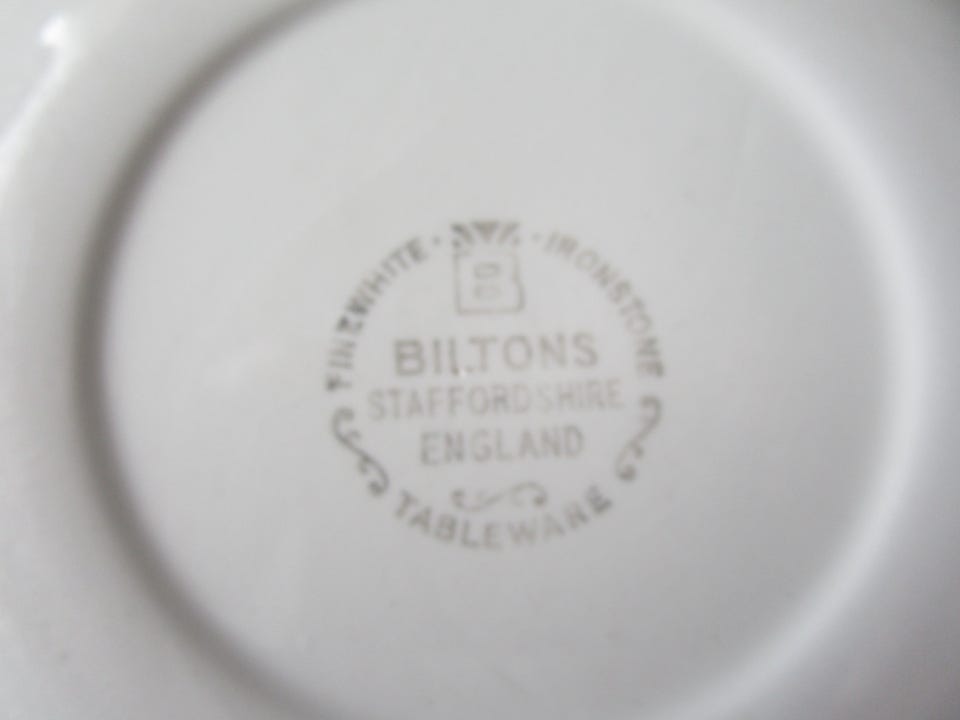 FINE WHITE · IRONSTONE
B
BILTONS
STAFFORDSHIRE
ENGLAND
TABLEWARE